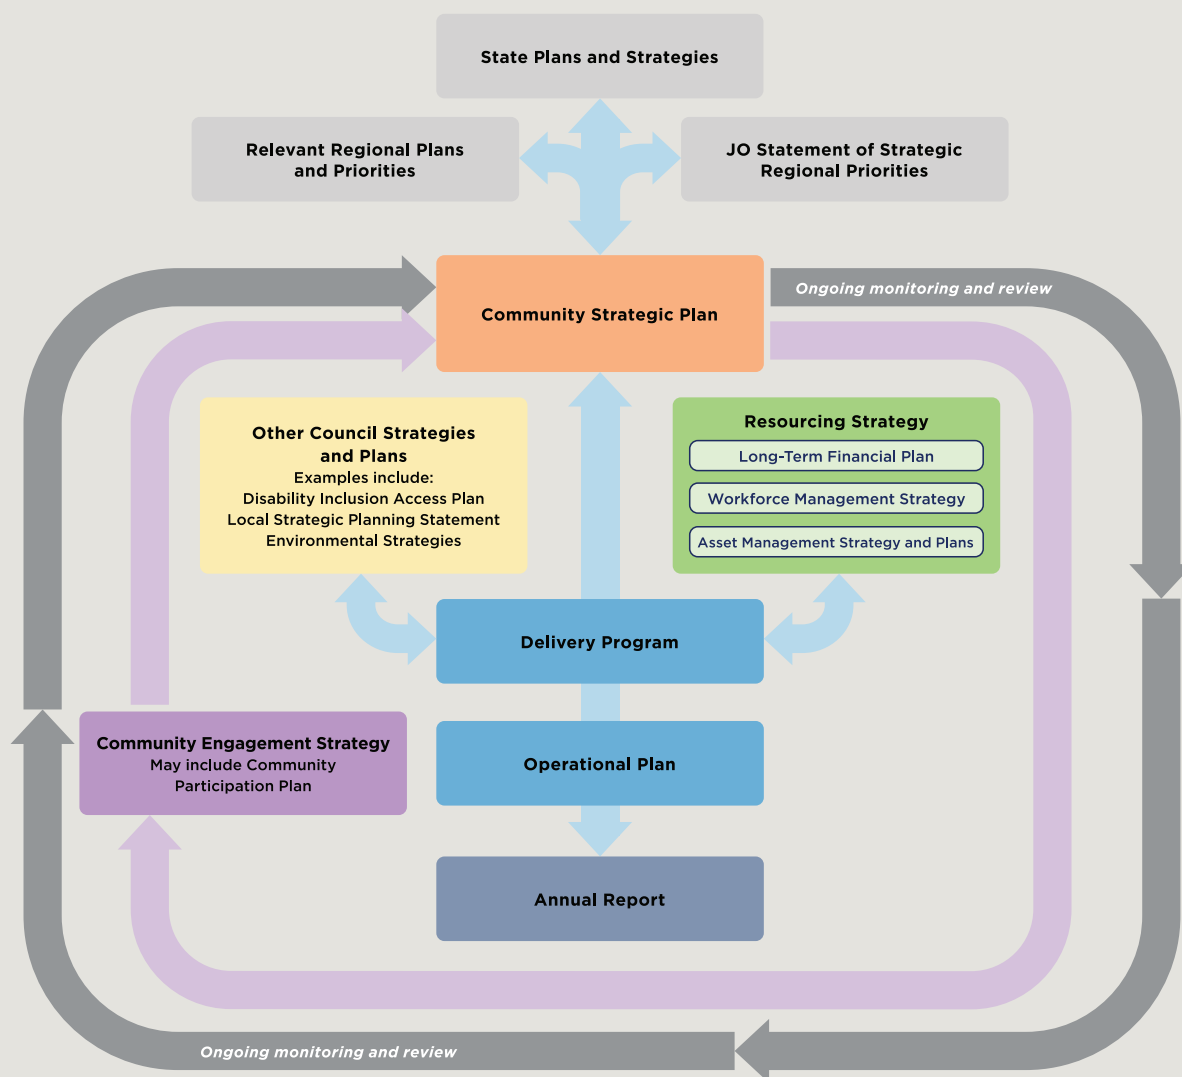 State Plans and Strategies
Relevant Regional Plans
and Priorities
JO Statement of Strategic
Regional Priorities
Community Strategic Plan
Ongoing monitoring and review
Other Council Strategies
and Plans
Examples include:
Disability Inclusion Access Plan
Local Strategic Planning Statement
Environmental Strategies
Resourcing Strategy
Long-Term Financial Plan
Workforce Management Strategy
Asset Management Strategy and Plans
Delivery Program
Community Engagement Strategy
May include Community
Participation Plan
Operational Plan
Annual Report
Ongoing monitoring and review